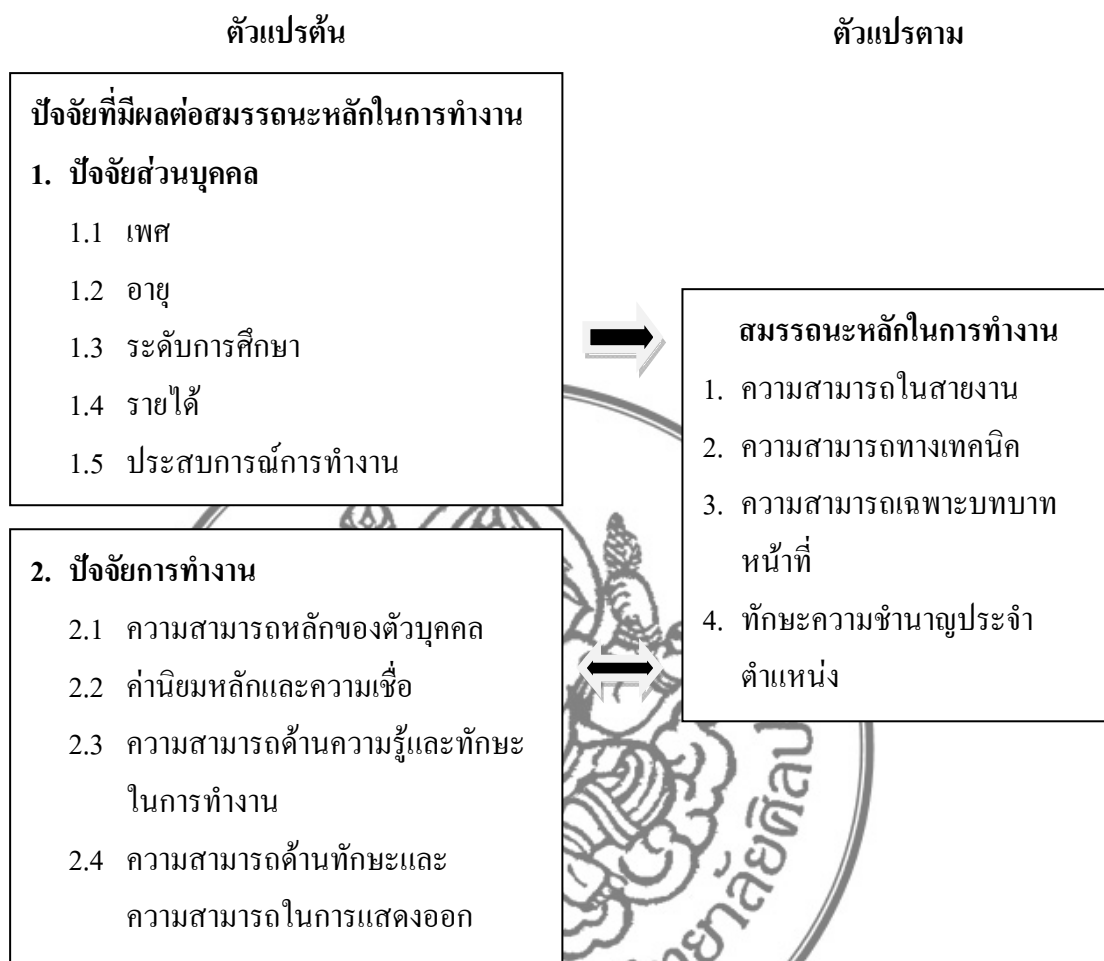 ตัวแปรต้น
ตัวแปรตาม
ปัจจัยที่มีผลต่อสมรรถนะหลักในการทำงาน
1. ปัจจัยส่วนบุคคล
1.1 เพศ
1.2 อายุ
1.3 ระดับการศึกษา
1.4 รายได้
1.5 ประสบการณ์การทำงาน
2. ปัจจัยการทำงาน
2.1 ความสามารถหลักของตัวบุคคล
2.2 ค่านิยมหลักและความเชื่อ
2.3 ความสามารถด้านความรู้และทักษะ
ในการทำงาน
2.4 ความสามารถด้านทักษะและ
ความสามารถในการแสดงออก
สมรรถนะหลักในการทำงาน
1. ความสามารถในสายงาน
2. ความสามารถทางเทคนิค
3. ความสามารถเฉพาะบทบาท
หน้าที่
4. ทักษะความชำนาญประจำ
ตำแหน่ง